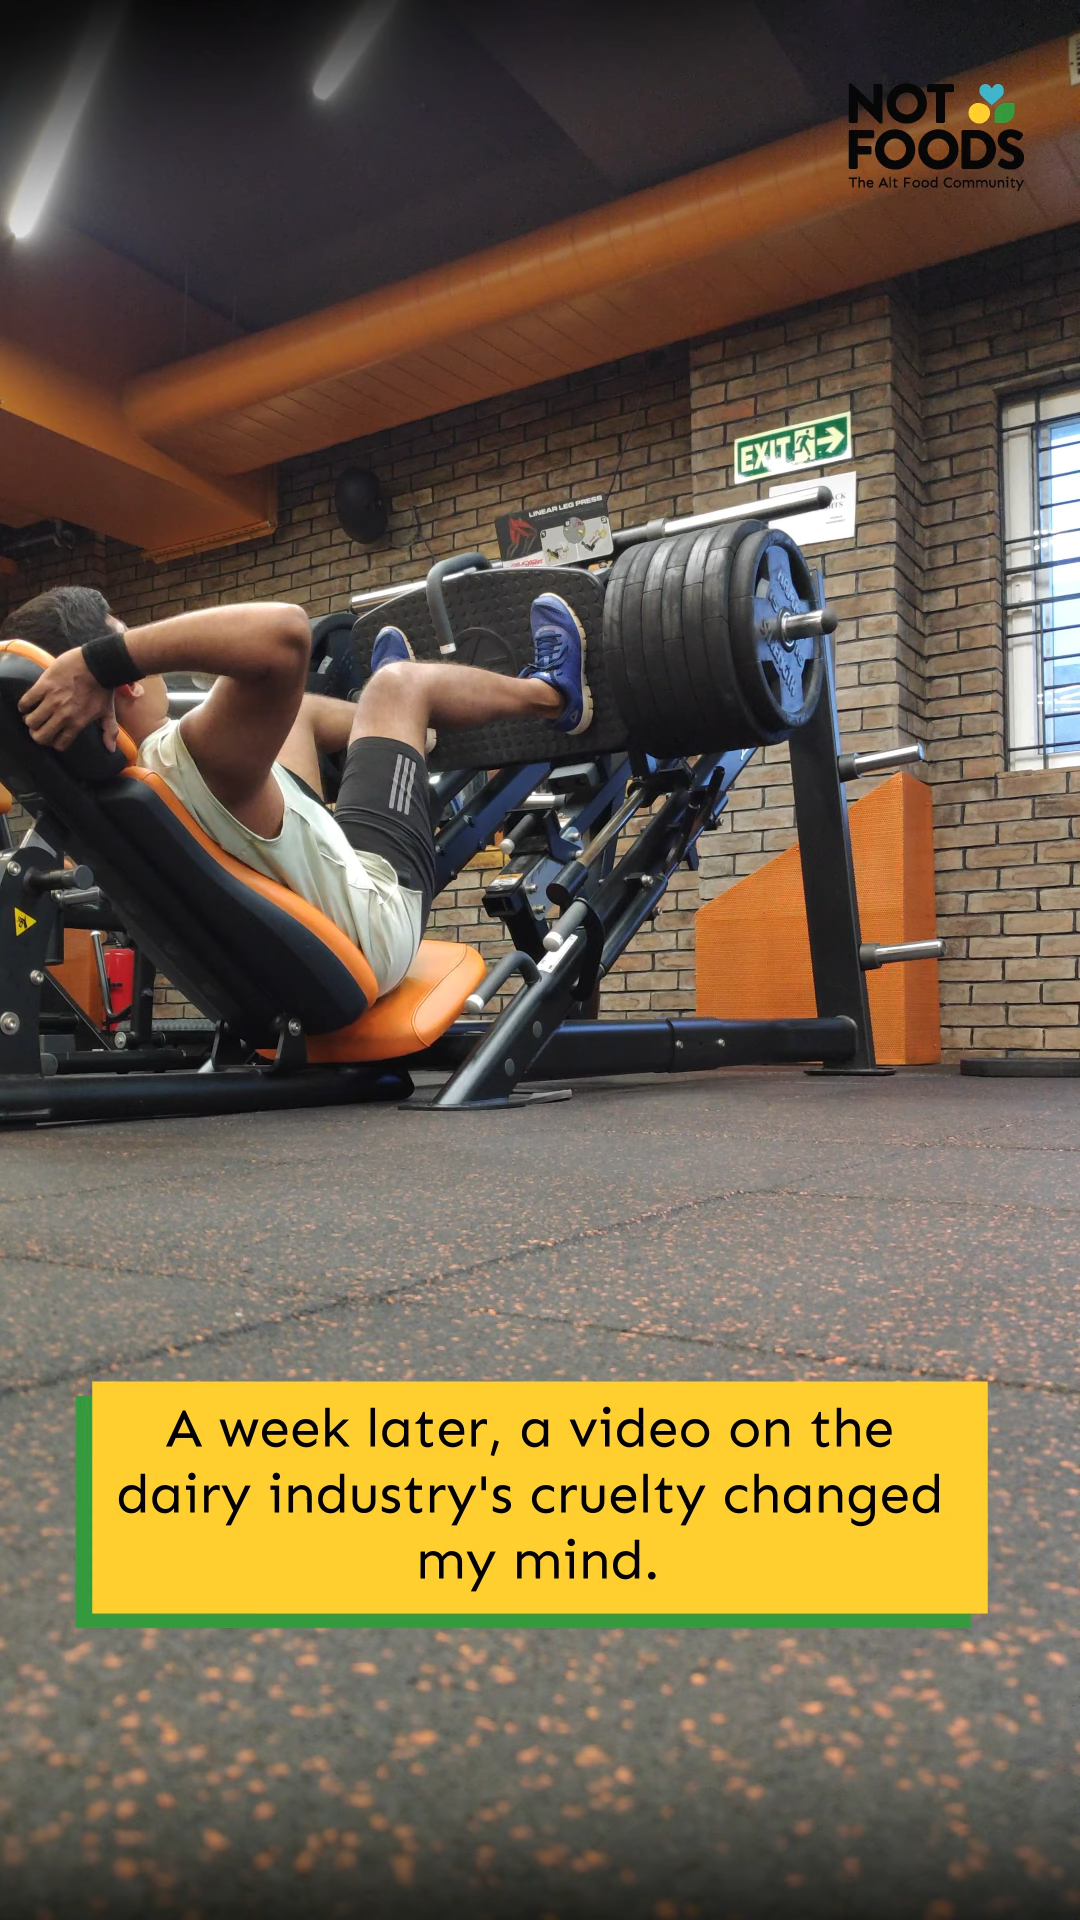 NOT
FOODS
The Alt Food Community
EXIT
LINEAR LEG PRESS
A week later, a video on the
dairy industry's cruelty changed
my mind.